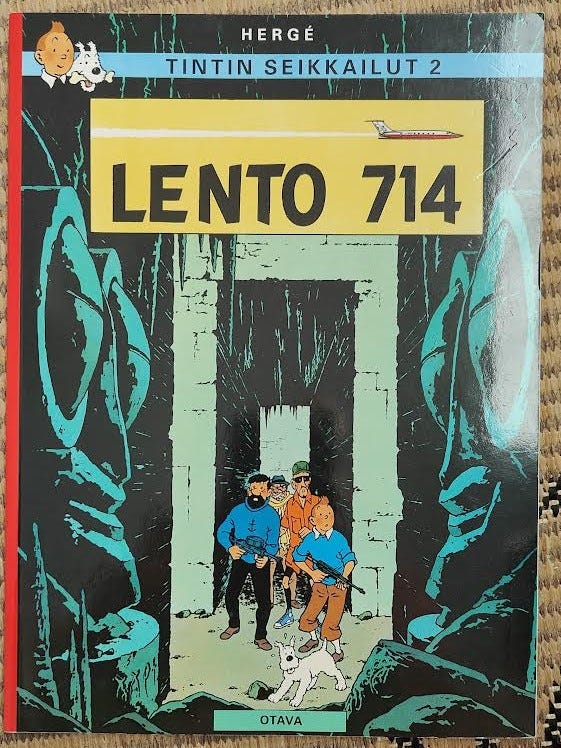 HERGÉ
TINTIN SEIKKAILUT 2
LENTO 714
OTAVA